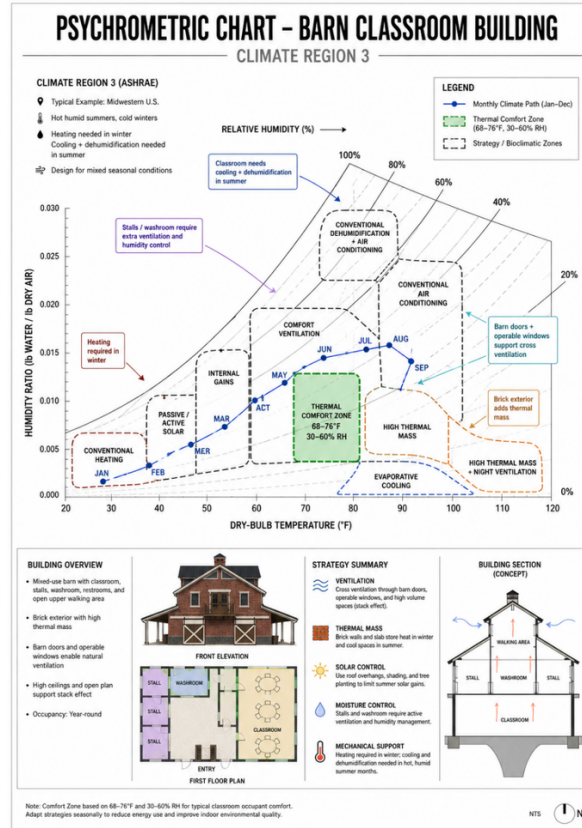 PSYCHROMETRIC CHART – BARN CLASSROOM BUILDING
CLIMATE REGION 3
CLIMATE REGION 3 (ASHRAE)
Typical Example: Midwestern U.S.
Hot humid summers, cold winters
Heating needed in winter
Cooling + dehumidification needed
in summer
Design for mixed seasonal conditions
LEGEND
Monthly Climate Path (Jan–Dec)
Thermal Comfort Zone
(68–76°F, 30–60% RH)
Strategy / Bioclimatic Zones
RELATIVE HUMIDITY (%)
100%
80%
60%
40%
20%
0%
Classroom needs
cooling + dehumidification
in summer
Stalls / washroom require
extra ventilation and
humidity control
Heating
required in
winter
Barn doors +
operable windows
support cross
ventilation
Brick exterior
adds thermal
mass
HUMIDITY RATIO (lb WATER / lb DRY AIR)
0.030
0.025
0.020
0.015
0.010
0.005
0.000
CONVENTIONAL
DEHUMIDIFICATION
+ AIR
CONDITIONING
CONVENTIONAL
AIR
CONDITIONING
COMFORT
VENTILATION
INTERNAL
GAINS
PASSIVE /
ACTIVE
SOLAR
CONVENTIONAL
HEATING
THERMAL
COMFORT ZONE
68–76°F
30–60% RH
HIGH THERMAL
MASS
HIGH THERMAL
MASS
+ NIGHT VENTILATION
EVAPORATIVE
COOLING
JAN
FEB
MER
MAR
ACT
MAY
JUN
JUL
AUG
SEP
20
30
40
50
60
70
80
90
100
110
120
DRY-BULB TEMPERATURE (°F)
BUILDING OVERVIEW
• Mixed-use barn with classroom,
stalls, washroom, restrooms, and
open upper walking area
• Brick exterior with high
thermal mass
• Barn doors and operable
windows enable natural
ventilation
• High ceilings and open plan
support stack effect
• Occupancy: Year-round
FRONT ELEVATION
STALL
WASHROOM
STALL
STALL
CLASSROOM
ENTRY
FIRST FLOOR PLAN
STRATEGY SUMMARY
VENTILATION
Cross ventilation through barn doors,
operable windows, and high volume
spaces (stack effect).
THERMAL MASS
Brick walls and slab store heat in winter
and cool spaces in summer.
SOLAR CONTROL
Use roof overhangs, shading, and tree
planting to limit summer solar gains.
MOISTURE CONTROL
Stalls and washroom require active
ventilation and humidity management.
MECHANICAL SUPPORT
Heating required in winter; cooling and
dehumidification needed in hot, humid
summer months.
BUILDING SECTION
(CONCEPT)
WALKING AREA
STALL
WASHROOM
STALL
CLASSROOM
Note: Comfort Zone based on 68–76°F and 30–60% RH for typical classroom occupant comfort.
Adapt strategies seasonally to reduce energy use and improve indoor environmental quality.
NTS
N